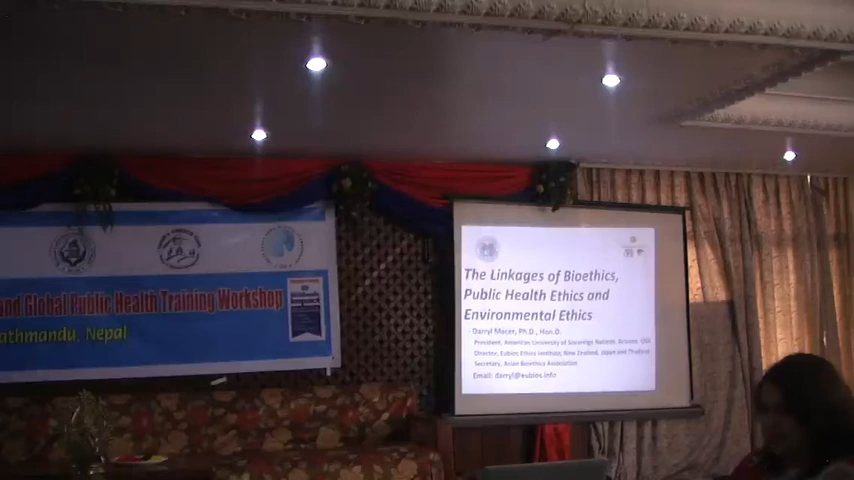 and Global Public Health Training Workshop
athmandu, Nepal
The Linkages of Bioethics,
Public Health Ethics and
Environmental Ethics
- Darryl Macer, Ph.D., Hon.D.
President, American University of Sovereign Nations, Arizona, USA
Director, Eubios Ethics Institute, New Zealand, Japan and Thailand
Secretary, Asian Bioethics Association
Email: darryl@eubios.org